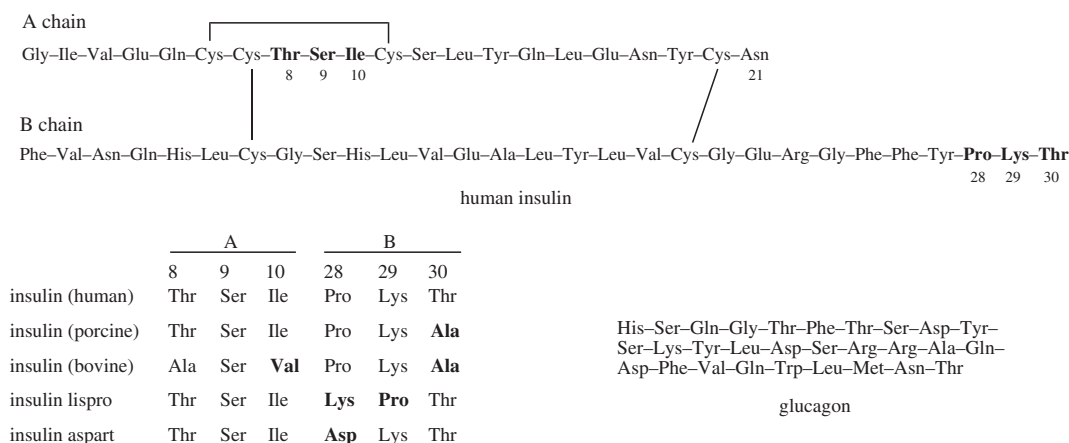 A chain
Gly–Ile–Val–Glu–Gln–Cys–Cys–Thr–Ser–Ile–Cys–Ser–Leu–Tyr–Gln–Leu–Glu–Asn–Tyr–Cys–Asn
8 9 10 21
B chain
Phe–Val–Asn–Gln–His–Leu–Cys–Gly–Ser–His–Leu–Val–Glu–Ala–Leu–Tyr–Leu–Val–Cys–Gly–Glu–Arg–Gly–Phe–Phe–Tyr–Pro–Lys–Thr
28 29 30
human insulin
A B
8 9 10 28 29 30
insulin (human) Thr Ser Ile Pro Lys Thr
insulin (porcine) Thr Ser Ile Pro Lys Ala
insulin (bovine) Ala Ser Val Pro Lys Ala
insulin lispro Thr Ser Ile Lys Pro Thr
insulin aspart Thr Ser Ile Asp Lys Thr
His–Ser–Gln–Gly–Thr–Phe–Thr–Ser–Asp–Tyr–
Ser–Lys–Tyr–Leu–Asp–Ser–Arg–Arg–Ala–Gln–
Asp–Phe–Val–Gln–Trp–Leu–Met–Asn–Thr
glucagon